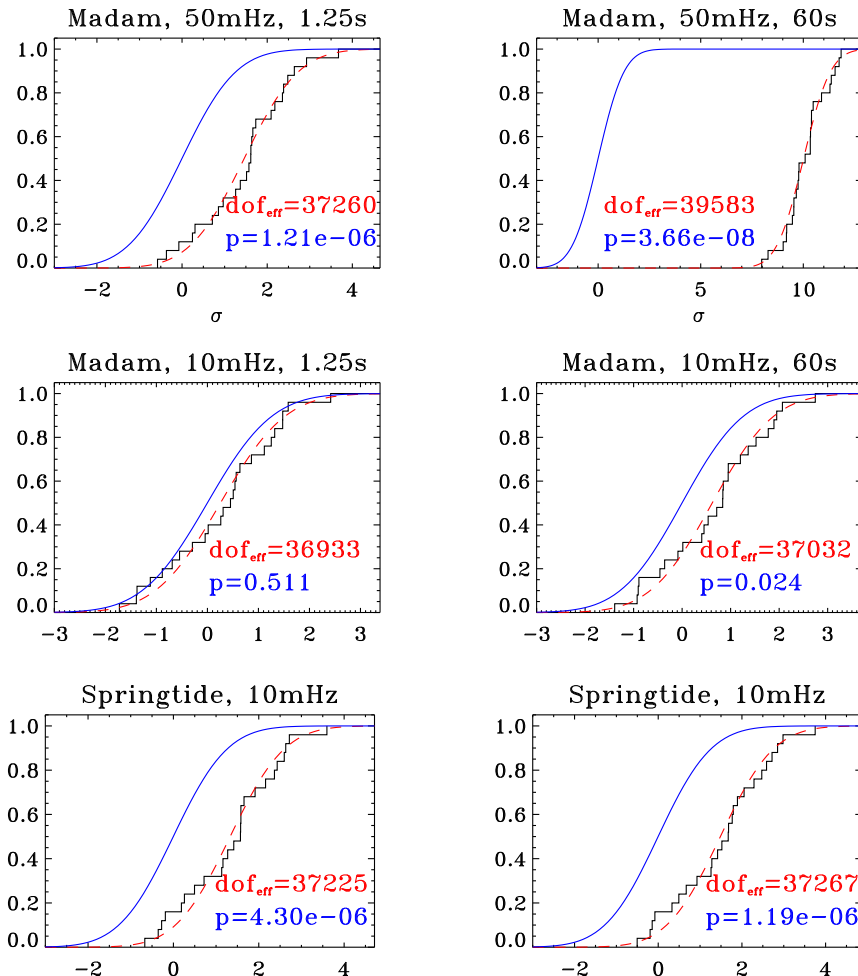 Madam, 50mHz, 1.25s
1.0
0.8
0.6
0.4
0.2
0.0
dof_eff=37260
p=1.21e−06
−2 0 2 4
σ
Madam, 50mHz, 60s
1.0
0.8
0.6
0.4
0.2
0.0
dof_eff=39583
p=3.66e−08
0 5 10
σ
Madam, 10mHz, 1.25s
1.0
0.8
0.6
0.4
0.2
0.0
dof_eff=36933
p=0.511
−3 −2 −1 0 1 2 3
Madam, 10mHz, 60s
1.0
0.8
0.6
0.4
0.2
0.0
dof_eff=37032
p=0.024
−3 −2 −1 0 1 2 3
Springtide, 10mHz
1.0
0.8
0.6
0.4
0.2
0.0
dof_eff=37225
p=4.30e−06
−2 0 2 4
Springtide, 10mHz
1.0
0.8
0.6
0.4
0.2
0.0
dof_eff=37267
p=1.19e−06
−2 0 2 4